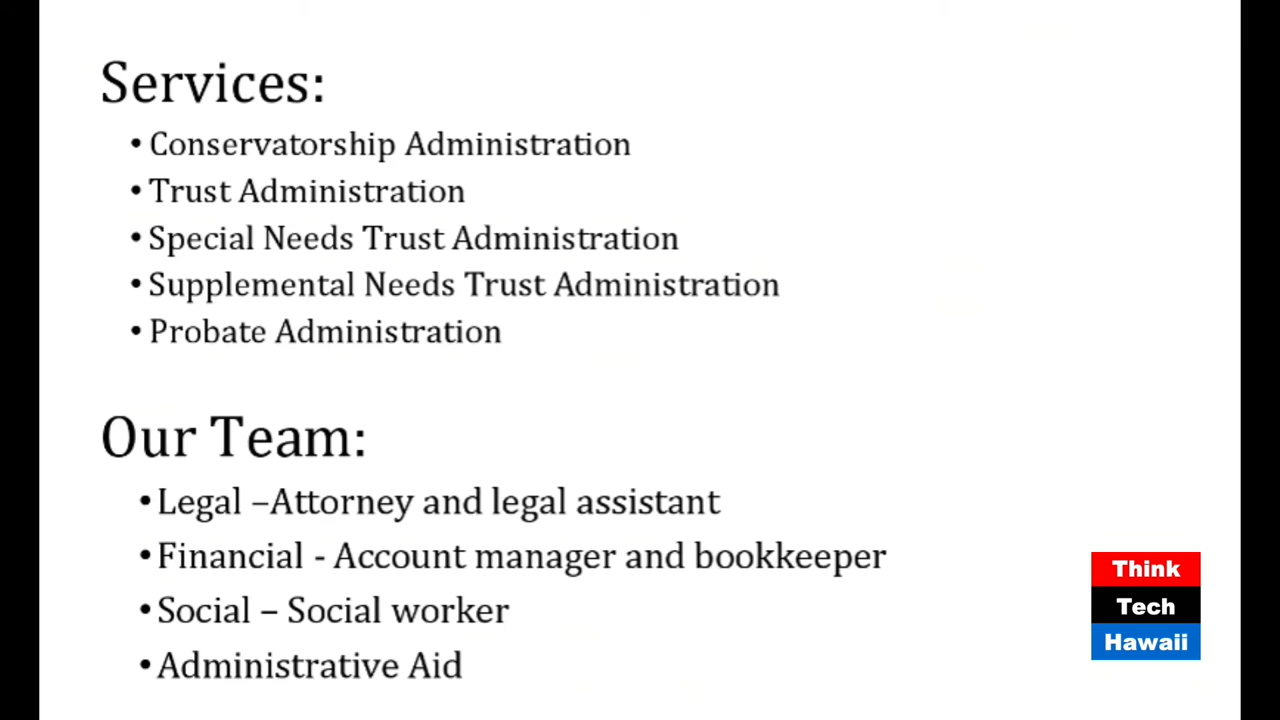 Services:
• Conservatorship Administration
• Trust Administration
• Special Needs Trust Administration
• Supplemental Needs Trust Administration
• Probate Administration
Our Team:
• Legal –Attorney and legal assistant
• Financial - Account manager and bookkeeper
• Social – Social worker
• Administrative Aid
Think
Tech
Hawaii